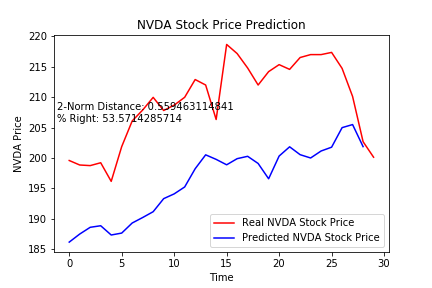 NVDA Stock Price Prediction
220
215
210
205
200
195
190
185
NVDA Price
2-Norm Distance: 0.559463114841
% Right: 53.5714285714
Real NVDA Stock Price
Predicted NVDA Stock Price
0
5
10
15
20
25
30
Time